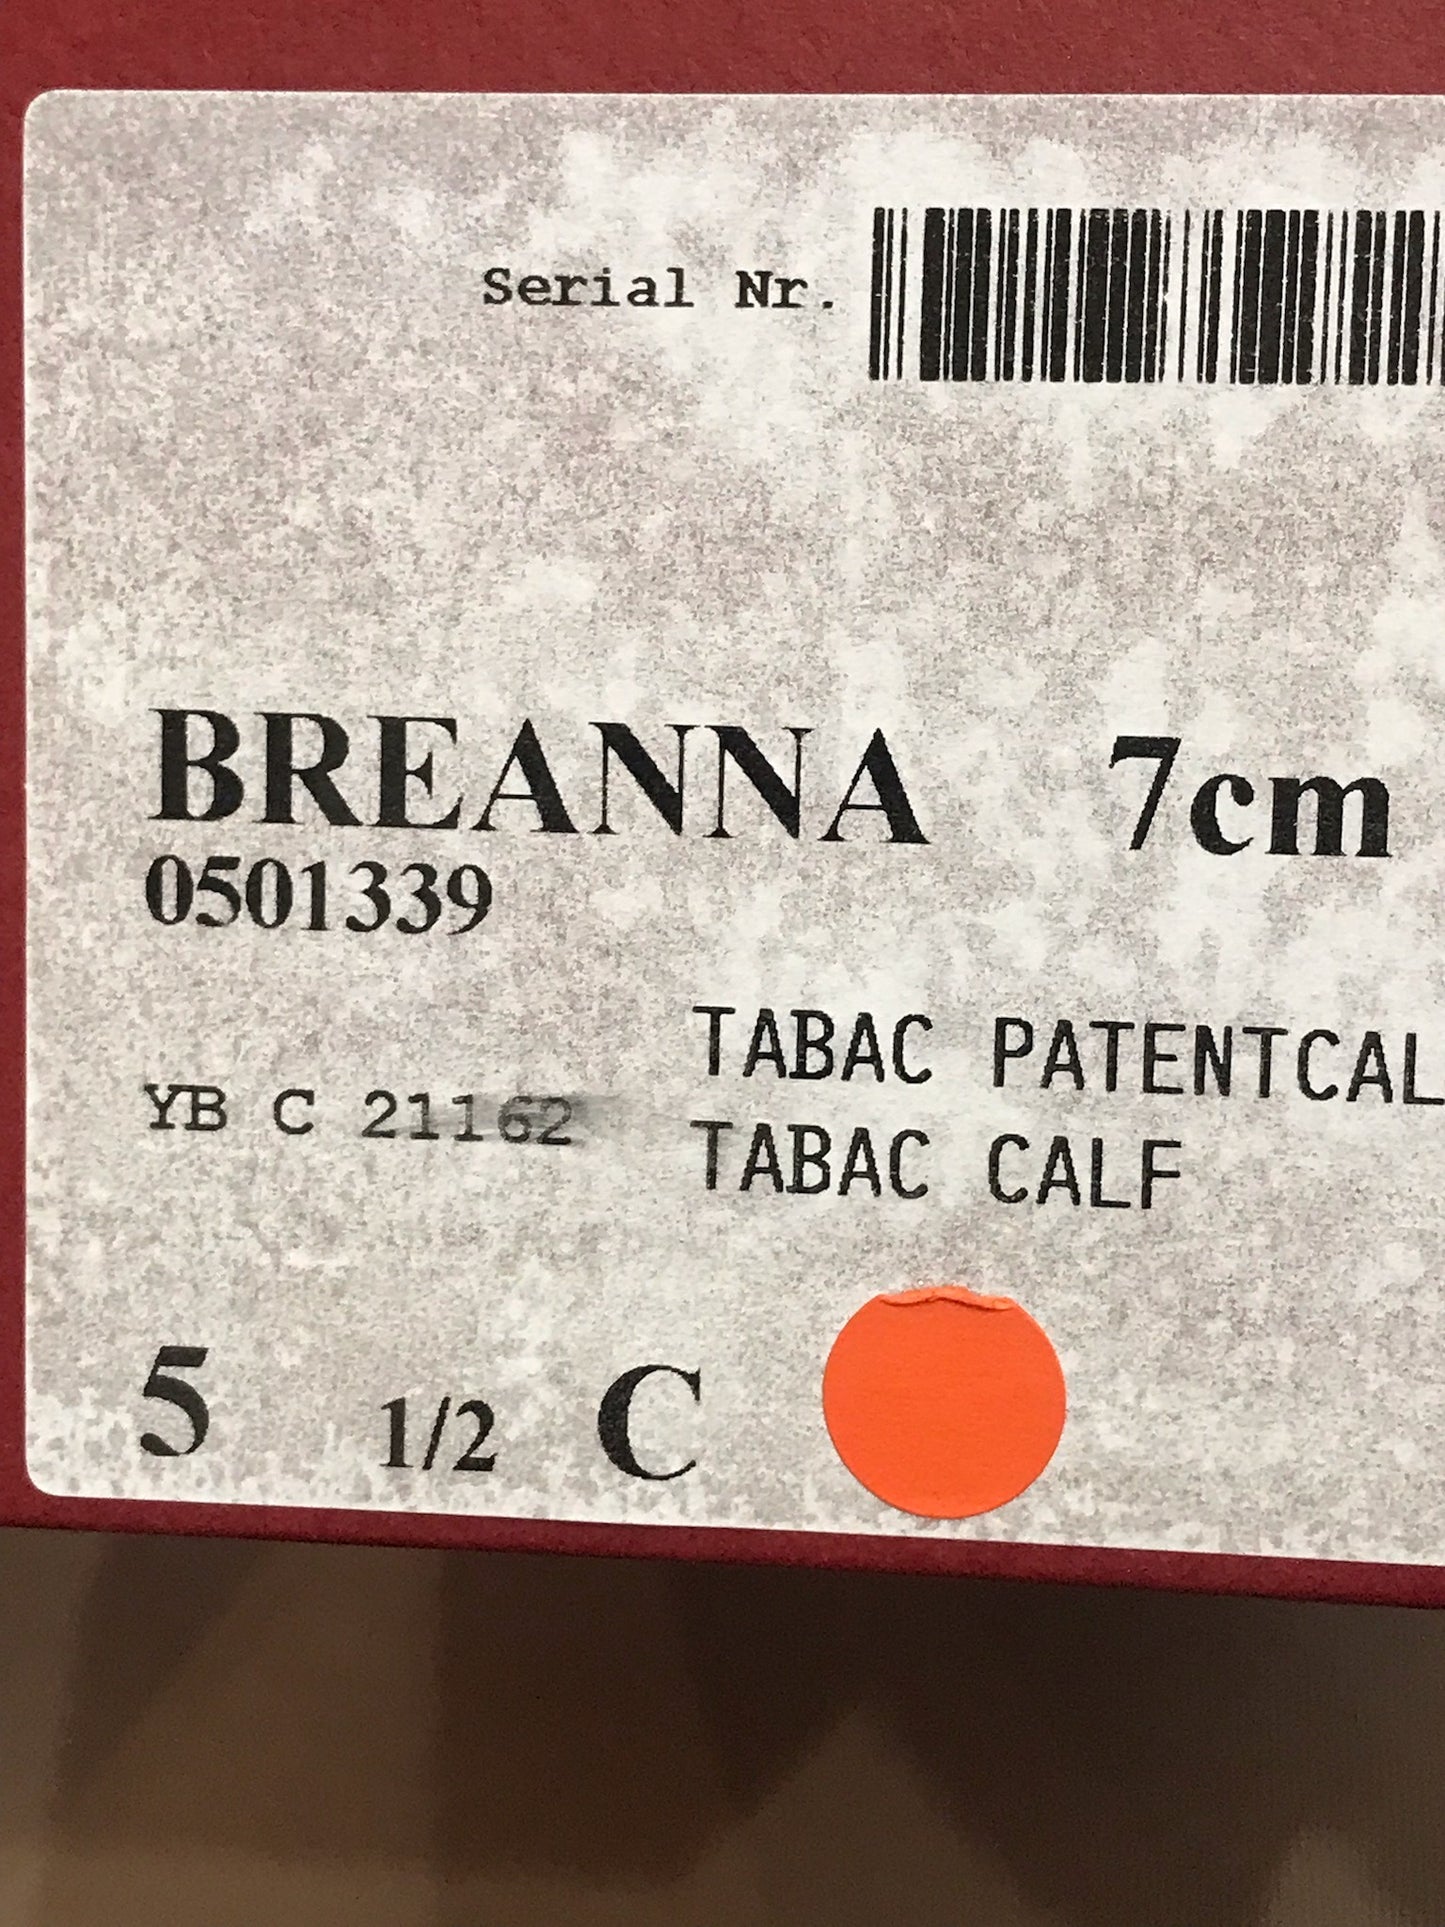 Serial Nr.
BREANNA 7cm
0501339
TABAC PATENTCAL
YB C 21162
TABAC CALF
5 1/2 C